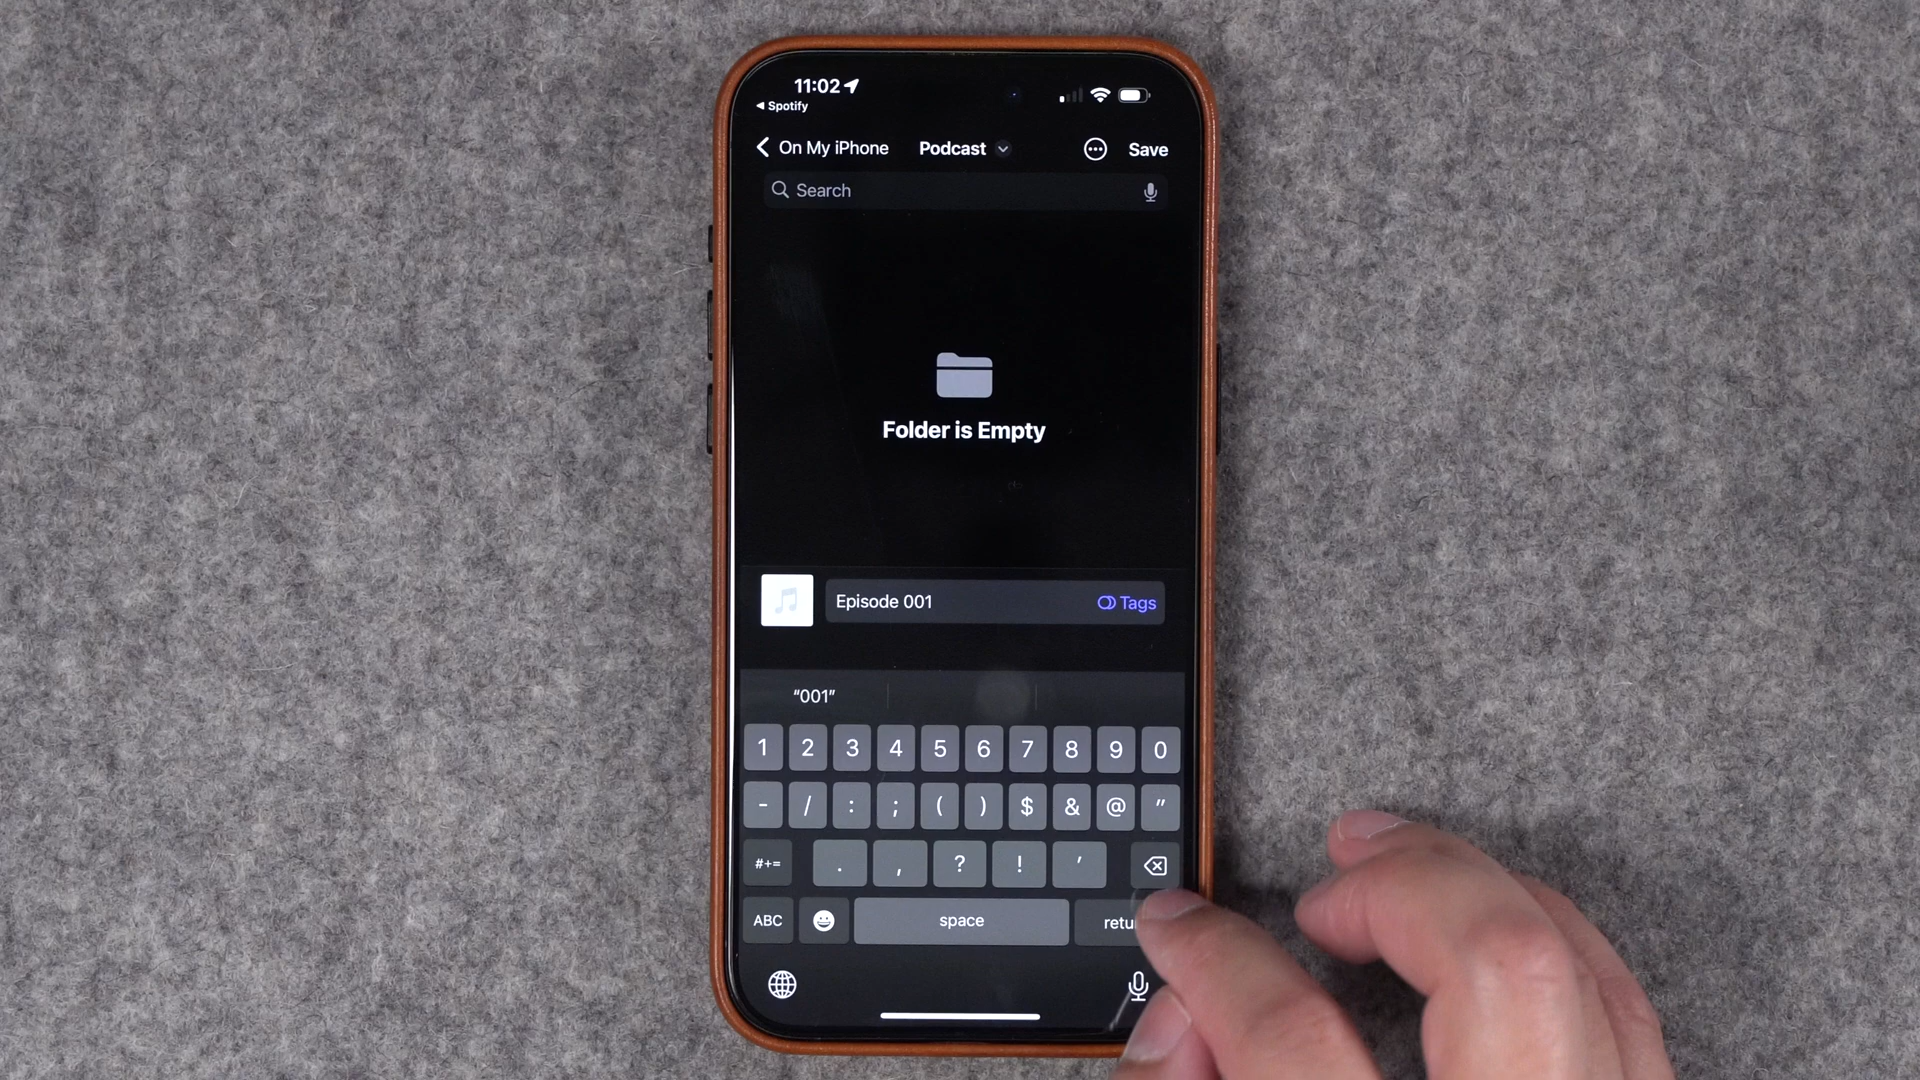 11:02
Spotify
On My iPhone Podcast Save
Search
Folder is Empty
Episode 001 Tags
“001”
1 2 3 4 5 6 7 8 9 0
- / : ; ( ) $ & @ "
#+= . , ? ! '
ABC space